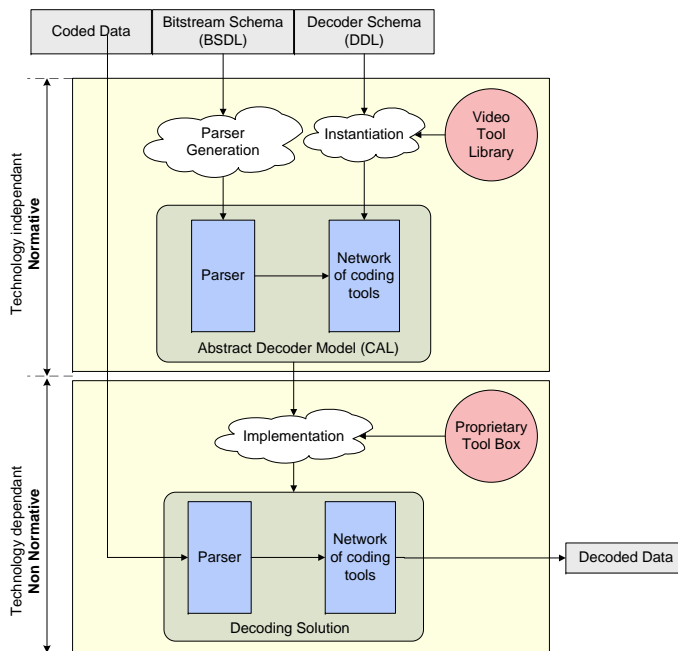 Coded Data
Bitstream Schema
(BSDL)
Decoder Schema
(DDL)
Technology independant
Normative
Parser
Generation
Instantiation
Video
Tool
Library
Parser
Network
of coding
tools
Abstract Decoder Model (CAL)
Technology dependant
Non Normative
Implementation
Proprietary
Tool Box
Parser
Network
of coding
tools
Decoded Data
Decoding Solution